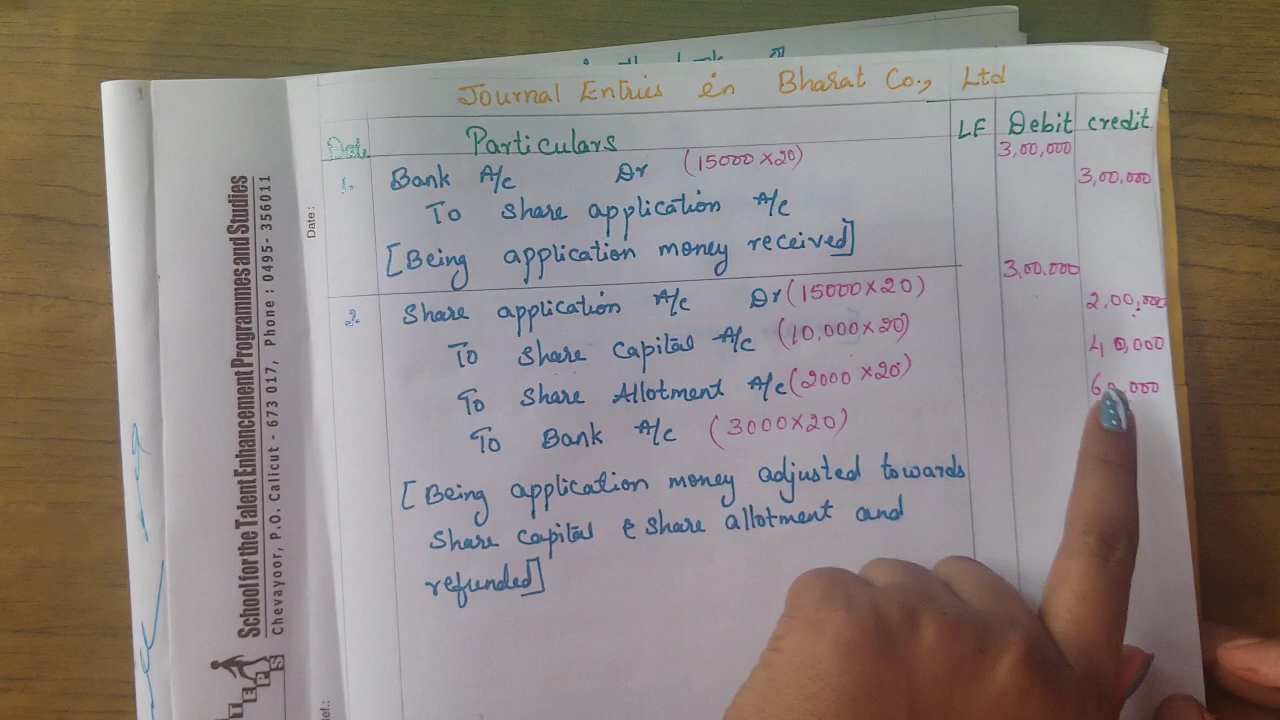 Journal Entries in Bharat Co., Ltd
Date Particulars LF Debit credit
1. Bank A/c Dr (15000 x 20) 3,00,000
To share application A/c 3,00,000
[Being application money received]
2. Share application A/c Dr (15000 x 20) 3,00,000
To Share Capital A/c (10,000 x 20) 2,00,000
To Share Allotment A/c (2000 x 20) 40,000
To Bank A/c (3000 x 20) 60,000
[Being application money adjusted towards
Share capital & share allotment and
refunded]
School for the Talent Enhancement Programmes and Studies
Chevayoor, P.O. Calicut - 673 017, Phone : 0495- 356011
Date :